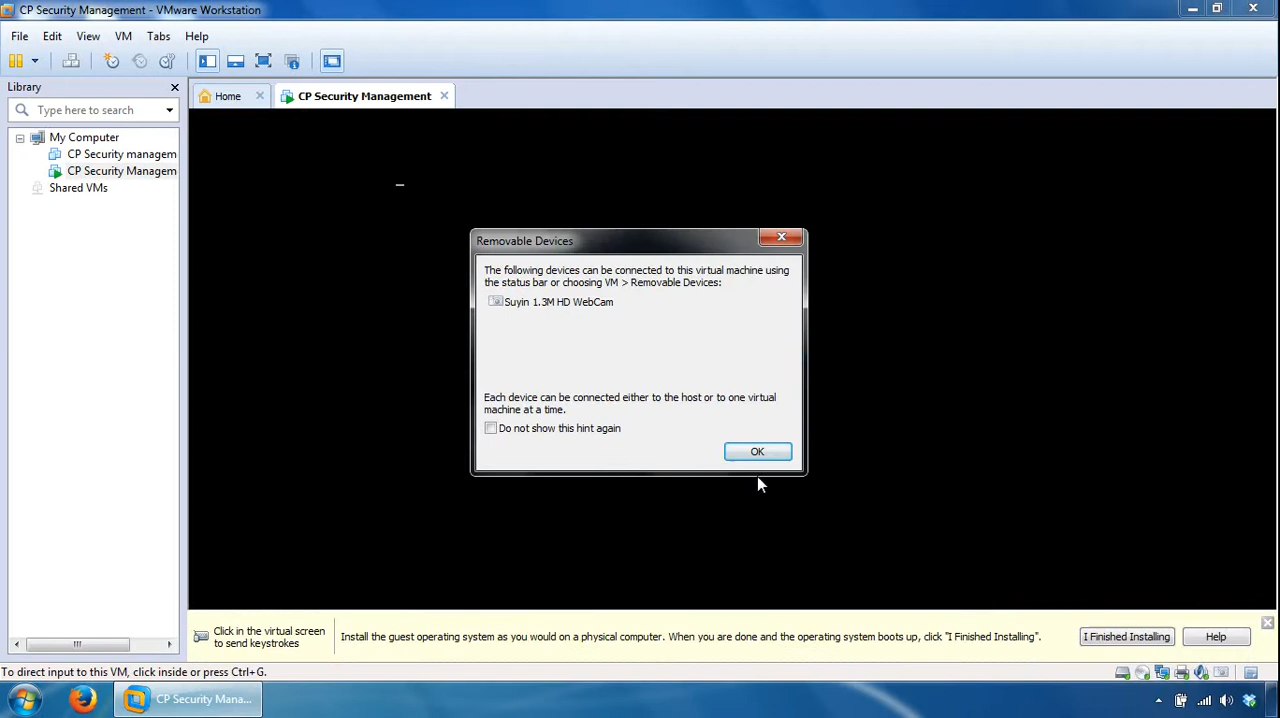 CP Security Management - VMware Workstation
File Edit View VM Tabs Help
Library
Home
CP Security Management
Type here to search
My Computer
CP Security managem
CP Security Managem
Shared VMs
Removable Devices
The following devices can be connected to this virtual machine using
the status bar or choosing VM > Removable Devices:
Suyin 1.3M HD WebCam
Each device can be connected either to the host or to one virtual
machine at a time.
Do not show this hint again
OK
Click in the virtual screen
to send keystrokes
Install the guest operating system as you would on a physical computer. When you are done and the operating system boots up, click "I Finished Installing".
I Finished Installing
Help
To direct input to this VM, click inside or press Ctrl+G.
CP Security Mana...